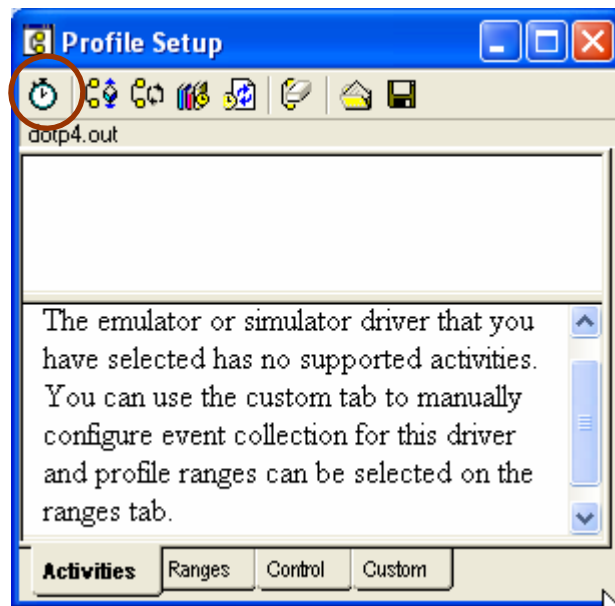 Profile Setup
dotp4.out
The emulator or simulator driver that you
have selected has no supported activities.
You can use the custom tab to manually
configure event collection for this driver
and profile ranges can be selected on the
ranges tab.
Activities Ranges Control Custom